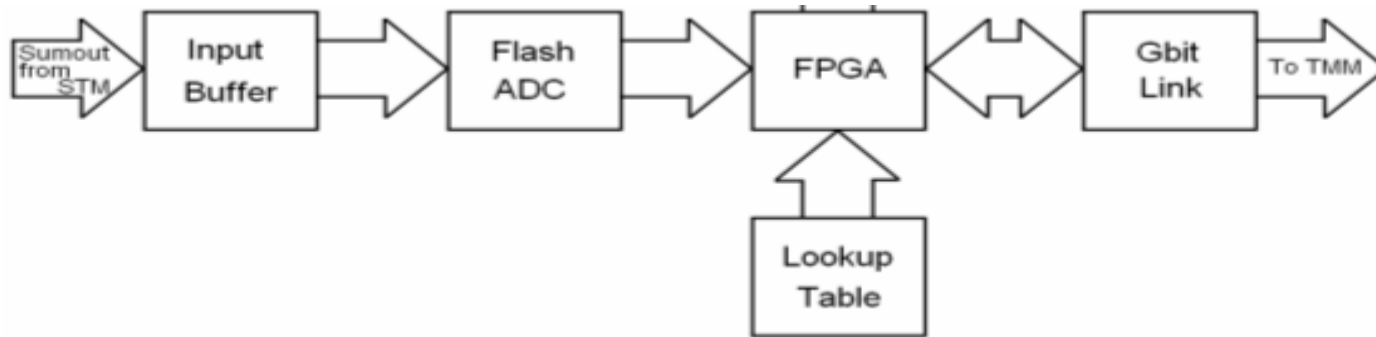 Sumout
from
STM
Input
Buffer
Flash
ADC
FPGA
Gbit
Link
To TMM
Lookup
Table